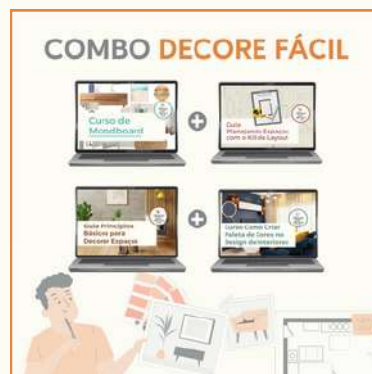 COMBO DECORE FÁCIL
Curso de
Moodboard
Guia
Planejando Espaços
com o Kit de Layout
Guia Princípios
Básicos para
Decorar Espaços
Curso Como Criar
Paleta de Cores no
Design de Interiores